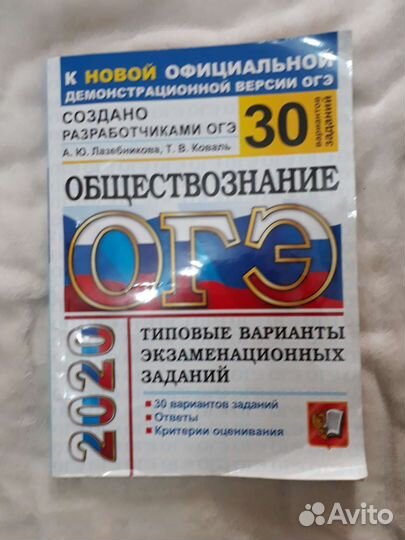 К НОВОЙ ОФИЦИАЛЬНОЙ
ДЕМОНСТРАЦИОННОЙ ВЕРСИИ ОГЭ
СОЗДАНО
РАЗРАБОТЧИКАМИ ОГЭ
А. Ю. Лазебникова, Т. В. Коваль
30
вариантов
заданий
ОБЩЕСТВОЗНАНИЕ
ОГЭ
2020
ТИПОВЫЕ ВАРИАНТЫ
ЭКЗАМЕНАЦИОННЫХ
ЗАДАНИЙ
▪ 30 вариантов заданий
▪ Ответы
▪ Критерии оценивания
Avito